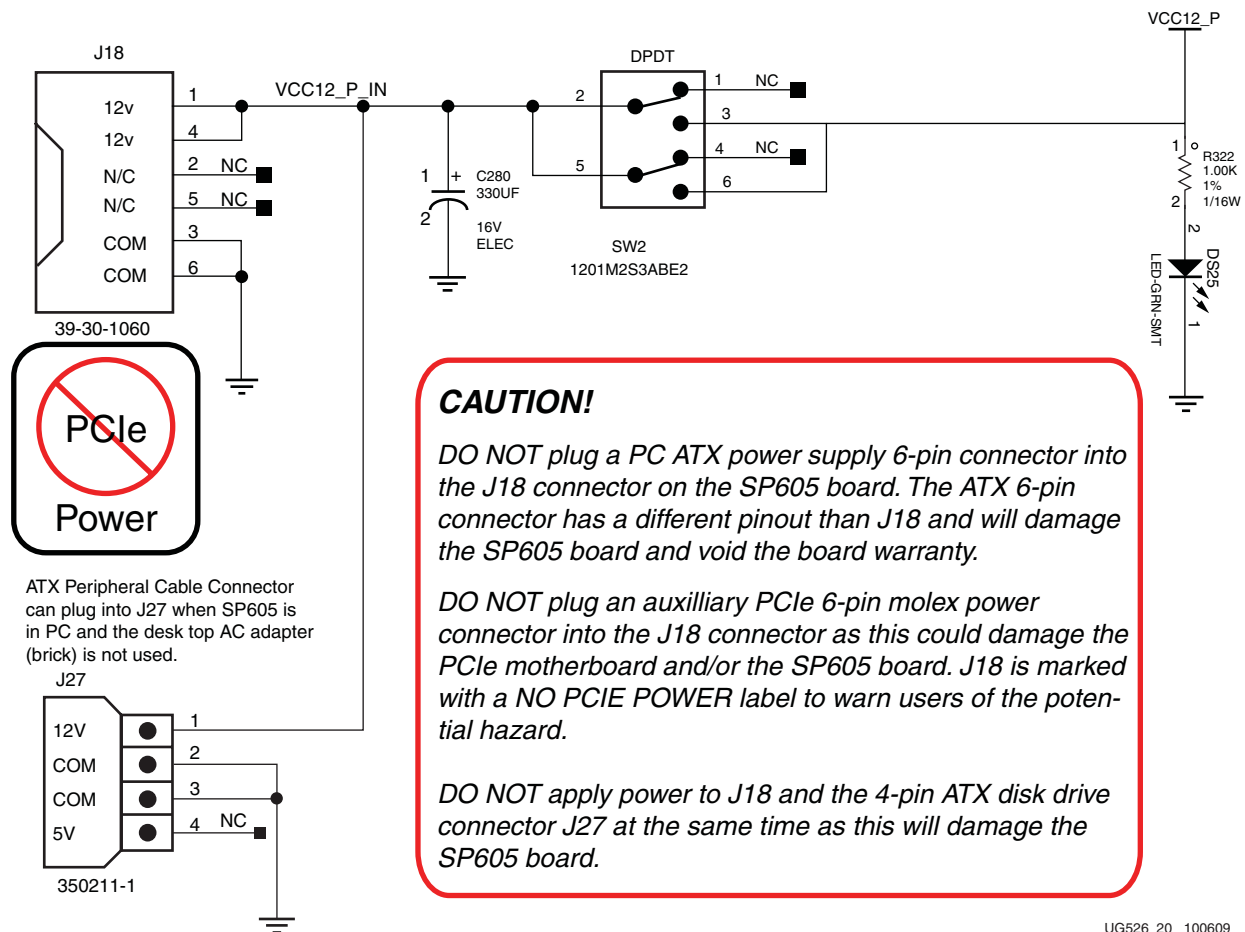 VCC12_P
J18
DPDT
12v 1
VCC12_P_IN
12v 4
N/C 2 NC
N/C 5 NC
COM 3
COM 6
39-30-1060
1 + C280
330UF
2 16V
ELEC
2 1 NC
3
5 4 NC
6
SW2
1201M2S3ABE2
1 R322
1.00K
1%
2 1/16W
2
DS25
LED-GRN-SMT
1
PCIe
Power
CAUTION!
DO NOT plug a PC ATX power supply 6-pin connector into
the J18 connector on the SP605 board. The ATX 6-pin
connector has a different pinout than J18 and will damage
the SP605 board and void the board warranty.
DO NOT plug an auxilliary PCIe 6-pin molex power
connector into the J18 connector as this could damage the
PCIe motherboard and/or the SP605 board. J18 is marked
with a NO PCIE POWER label to warn users of the poten-
tial hazard.
DO NOT apply power to J18 and the 4-pin ATX disk drive
connector J27 at the same time as this will damage the
SP605 board.
ATX Peripheral Cable Connector
can plug into J27 when SP605 is
in PC and the desk top AC adapter
(brick) is not used.
J27
12V 1
COM 2
COM 3
5V 4 NC
350211-1
UG526_20_100609